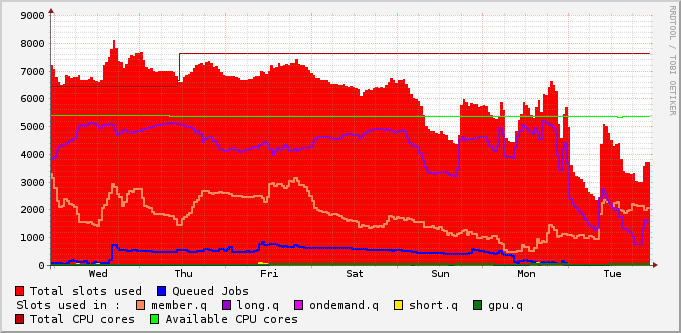 9000
8000
7000
6000
5000
4000
3000
2000
1000
0
Wed Thu Fri Sat Sun Mon Tue
Total slots used Queued Jobs
Slots used in : member.q long.q ondemand.q short.q gpu.q
Total CPU cores Available CPU cores
RRDTOOL / TOBI OETIKER